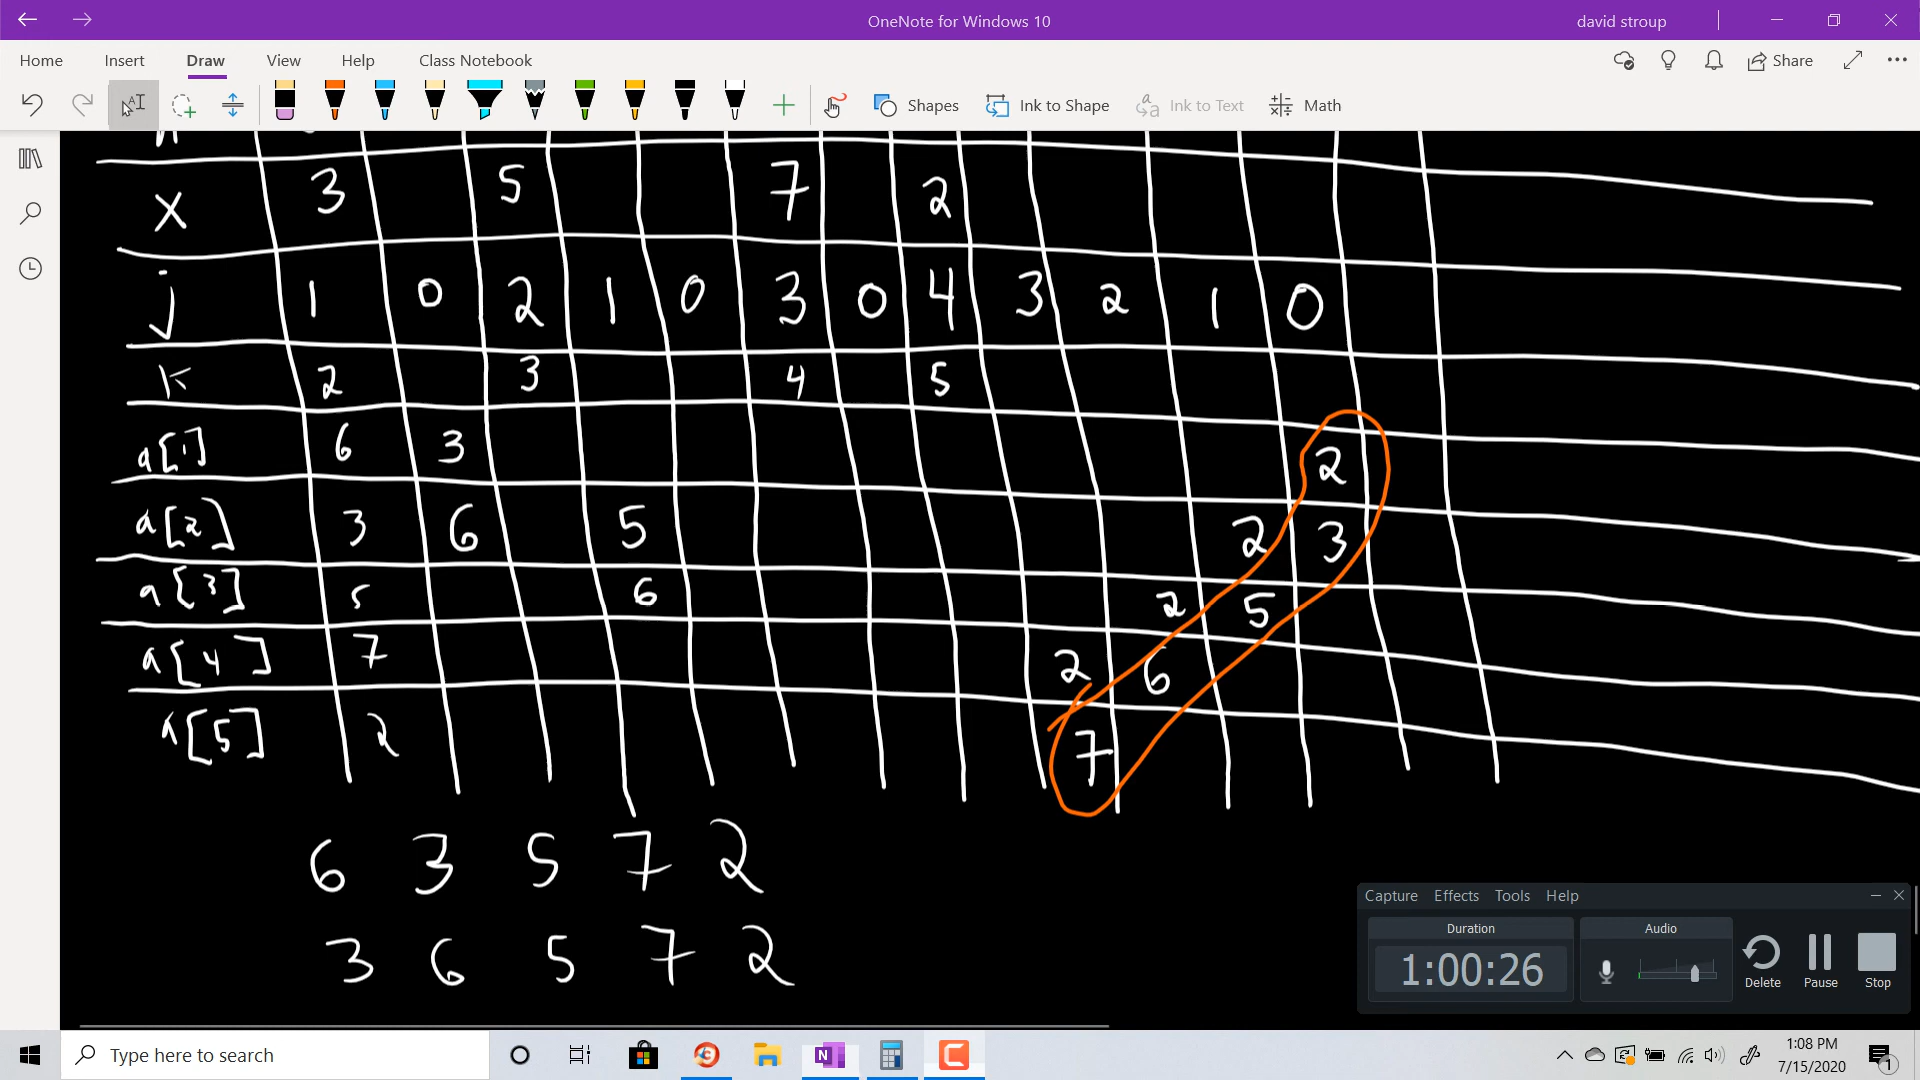 OneNote for Windows 10
david stroup
Home Insert Draw View Help Class Notebook
Share
Shapes Ink to Shape Ink to Text Math
x 3 5 7 2
j 1 0 2 1 0 3 0 4 3 2 1 0
k 2 3 4 5
a[1] 6 3 2
a[2] 3 6 5 2 3
a[3] 5 6 2 5
a[4] 7 2 6
a[5] 2 7
6 3 5 7 2
3 6 5 7 2
Capture Effects Tools Help
Duration Audio
1:00:26
Delete Pause Stop
Type here to search
1:08 PM
7/15/2020
1